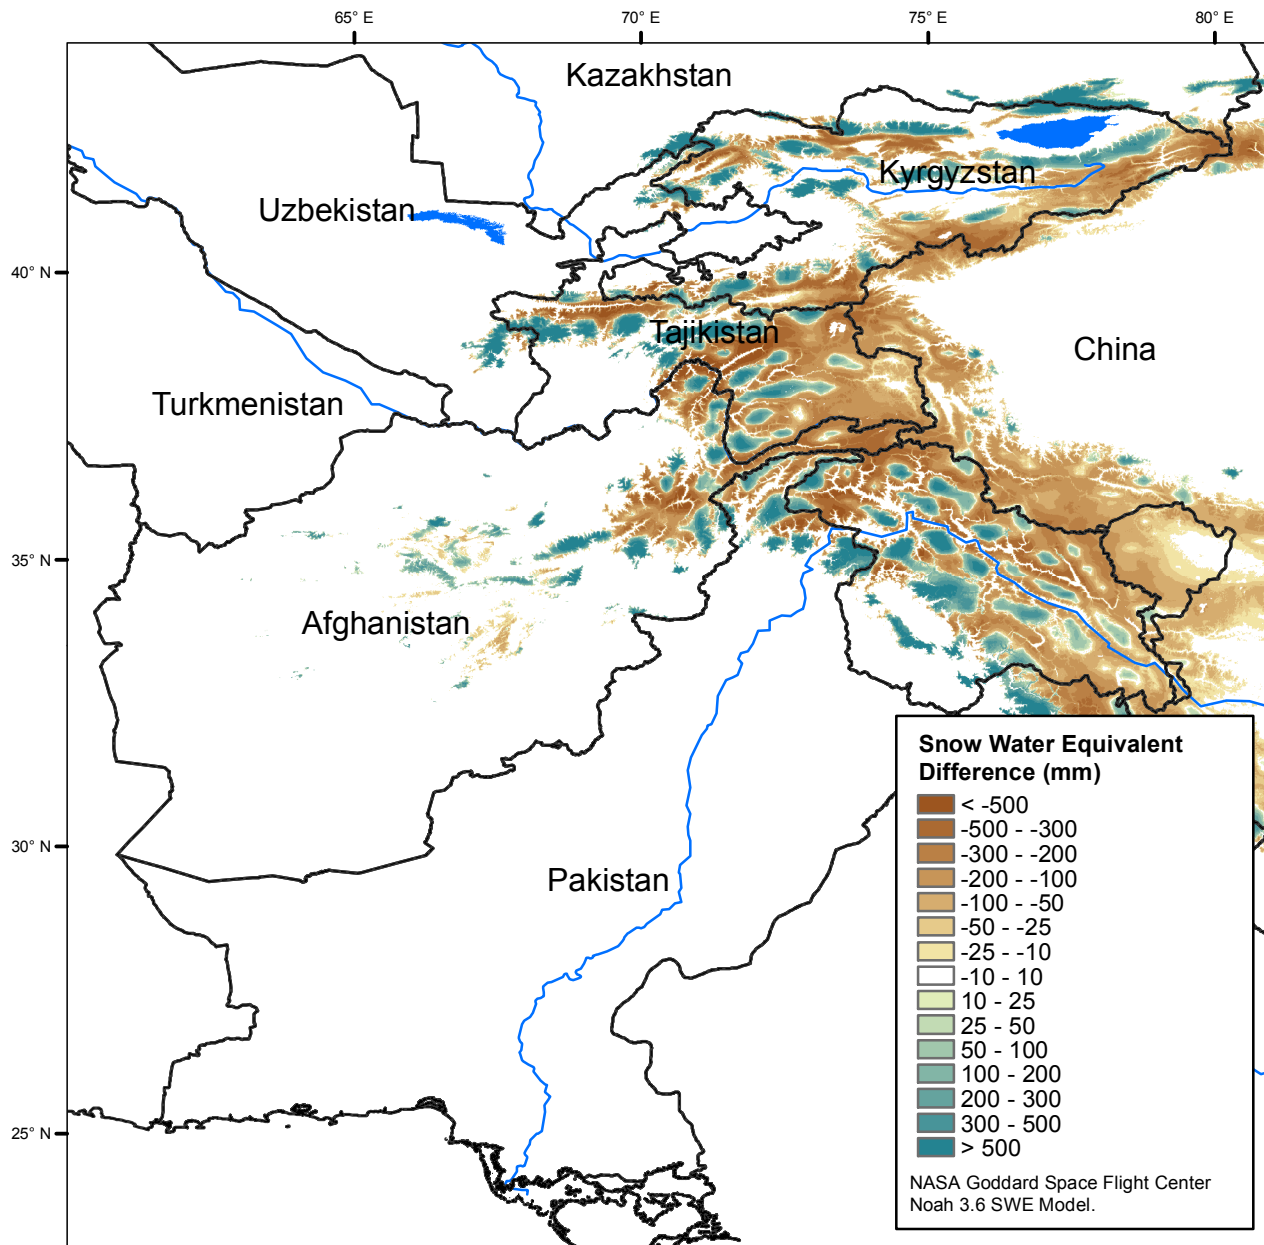 65° E
70° E
75° E
80° E
Kazakhstan
Kyrgyzstan
Uzbekistan
40° N
Tajikistan
China
Turkmenistan
35° N
Afghanistan
Snow Water Equivalent
Difference (mm)
< -500
-500 - -300
-300 - -200
-200 - -100
-100 - -50
-50 - -25
-25 - -10
-10 - 10
10 - 25
25 - 50
50 - 100
100 - 200
200 - 300
300 - 500
> 500
NASA Goddard Space Flight Center
Noah 3.6 SWE Model.
30° N
Pakistan
25° N